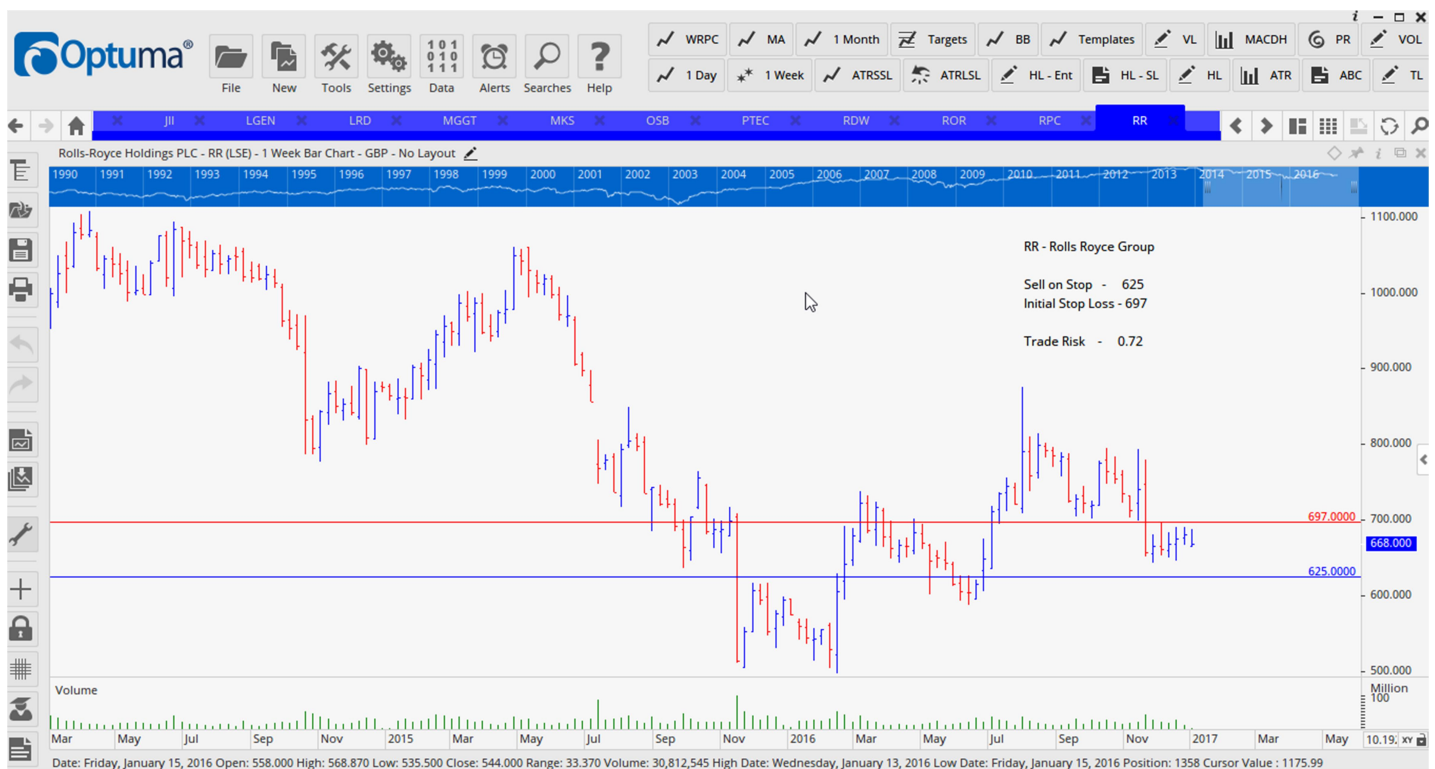 i
Optuma®
File New Tools Settings Data Alerts Searches Help
WRPC MA 1 Month Targets BB Templates VL MACDH PR VOL
1 Day 1 Week ATRSSL ATRLSL HL - Ent HL - SL HL ATR ABC TL
101
010
111
JII LGEN LRD MGGT MKS OSB PTEC RDW ROR RPC RR
Rolls-Royce Holdings PLC - RR (LSE) - 1 Week Bar Chart - GBP - No Layout
1990 1991 1992 1993 1994 1995 1996 1997 1998 1999 2000 2001 2002 2003 2004 2005 2006 2007 2008 2009 2010 2011 2012 2013 2014 2015 2016
1100.000
RR - Rolls Royce Group
Sell on Stop - 625
1000.000
Initial Stop Loss - 697
Trade Risk - 0.72
900.000
800.000
697.0000
700.000
668.000
625.0000
600.000
500.000
Volume
Million
100
Mar May Jul Sep Nov 2015 Mar May Jul Sep Nov 2016 Mar May Jul Sep Nov 2017 Mar May 10.19; XY
Date: Friday, January 15, 2016 Open: 558.000 High: 568.870 Low: 535.500 Close: 544.000 Range: 33.370 Volume: 30,812,545 High Date: Wednesday, January 13, 2016 Low Date: Friday, January 15, 2016 Position: 1358 Cursor Value : 1175.99